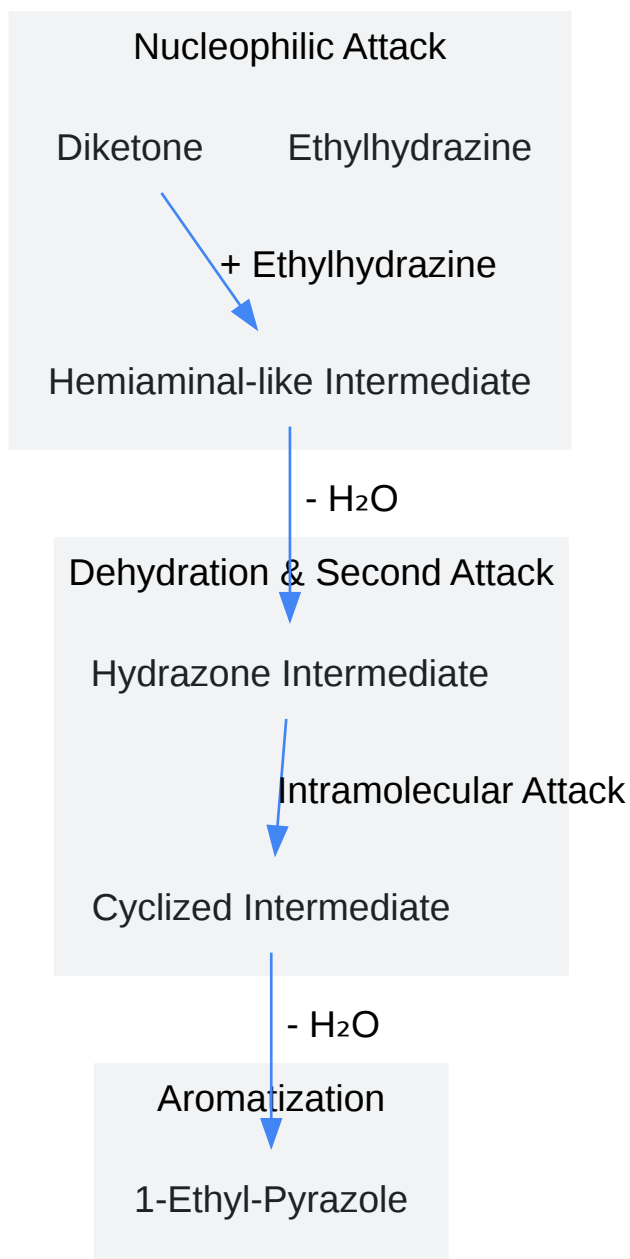 Nucleophilic Attack
Diketone Ethylhydrazine
+ Ethylhydrazine
Hemiaminal-like Intermediate
- H₂O
Dehydration & Second Attack
Hydrazone Intermediate
Intramolecular Attack
Cyclized Intermediate
- H₂O
Aromatization
1-Ethyl-Pyrazole